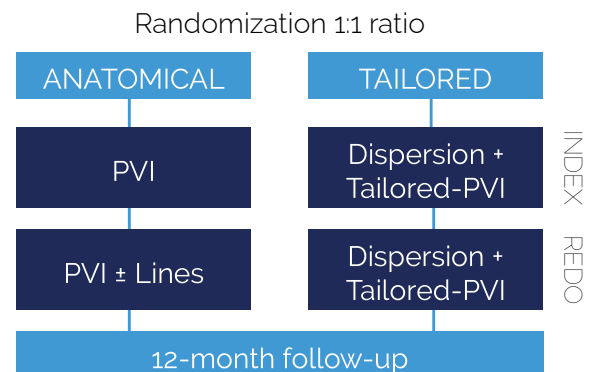 Randomization 1:1 ratio
ANATOMICAL
TAILORED
PVI
Dispersion +
Tailored-PVI
INDEX
PVI ± Lines
Dispersion +
Tailored-PVI
REDO
12-month follow-up